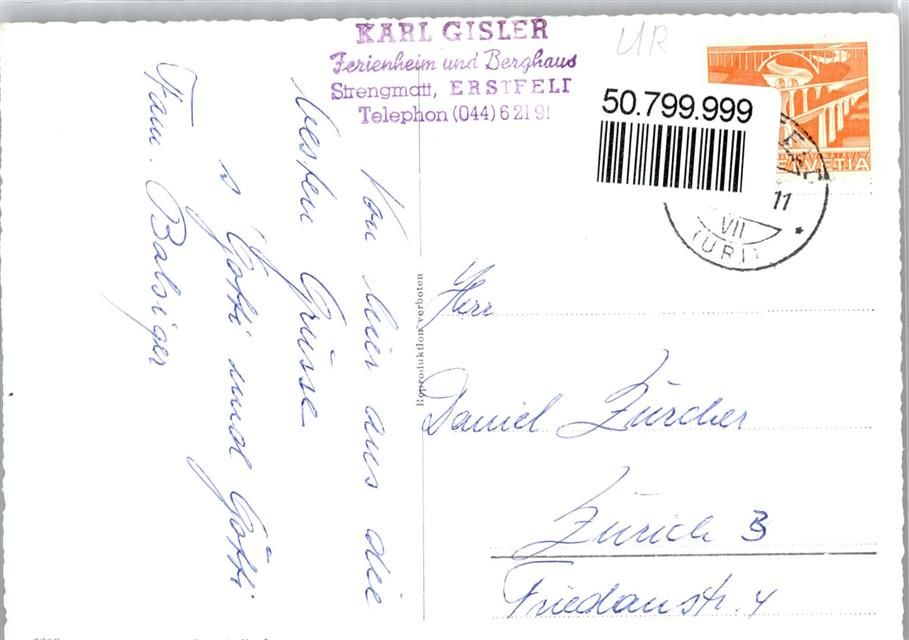 KARL GISLER
Ferienheim und Berghaus
Strengmatt, ERSTFELD
Telephon (044) 6 21 91
UR
50.799.999
HELVETIA
11
VII
(URI)
Von hier aus die
besten Grüsse
s Gotti und Götti
Fam. Balsiger
Reproduktion verboten
Herr
Daniel Zürcher
Zürich 3
Friedaustr. 4